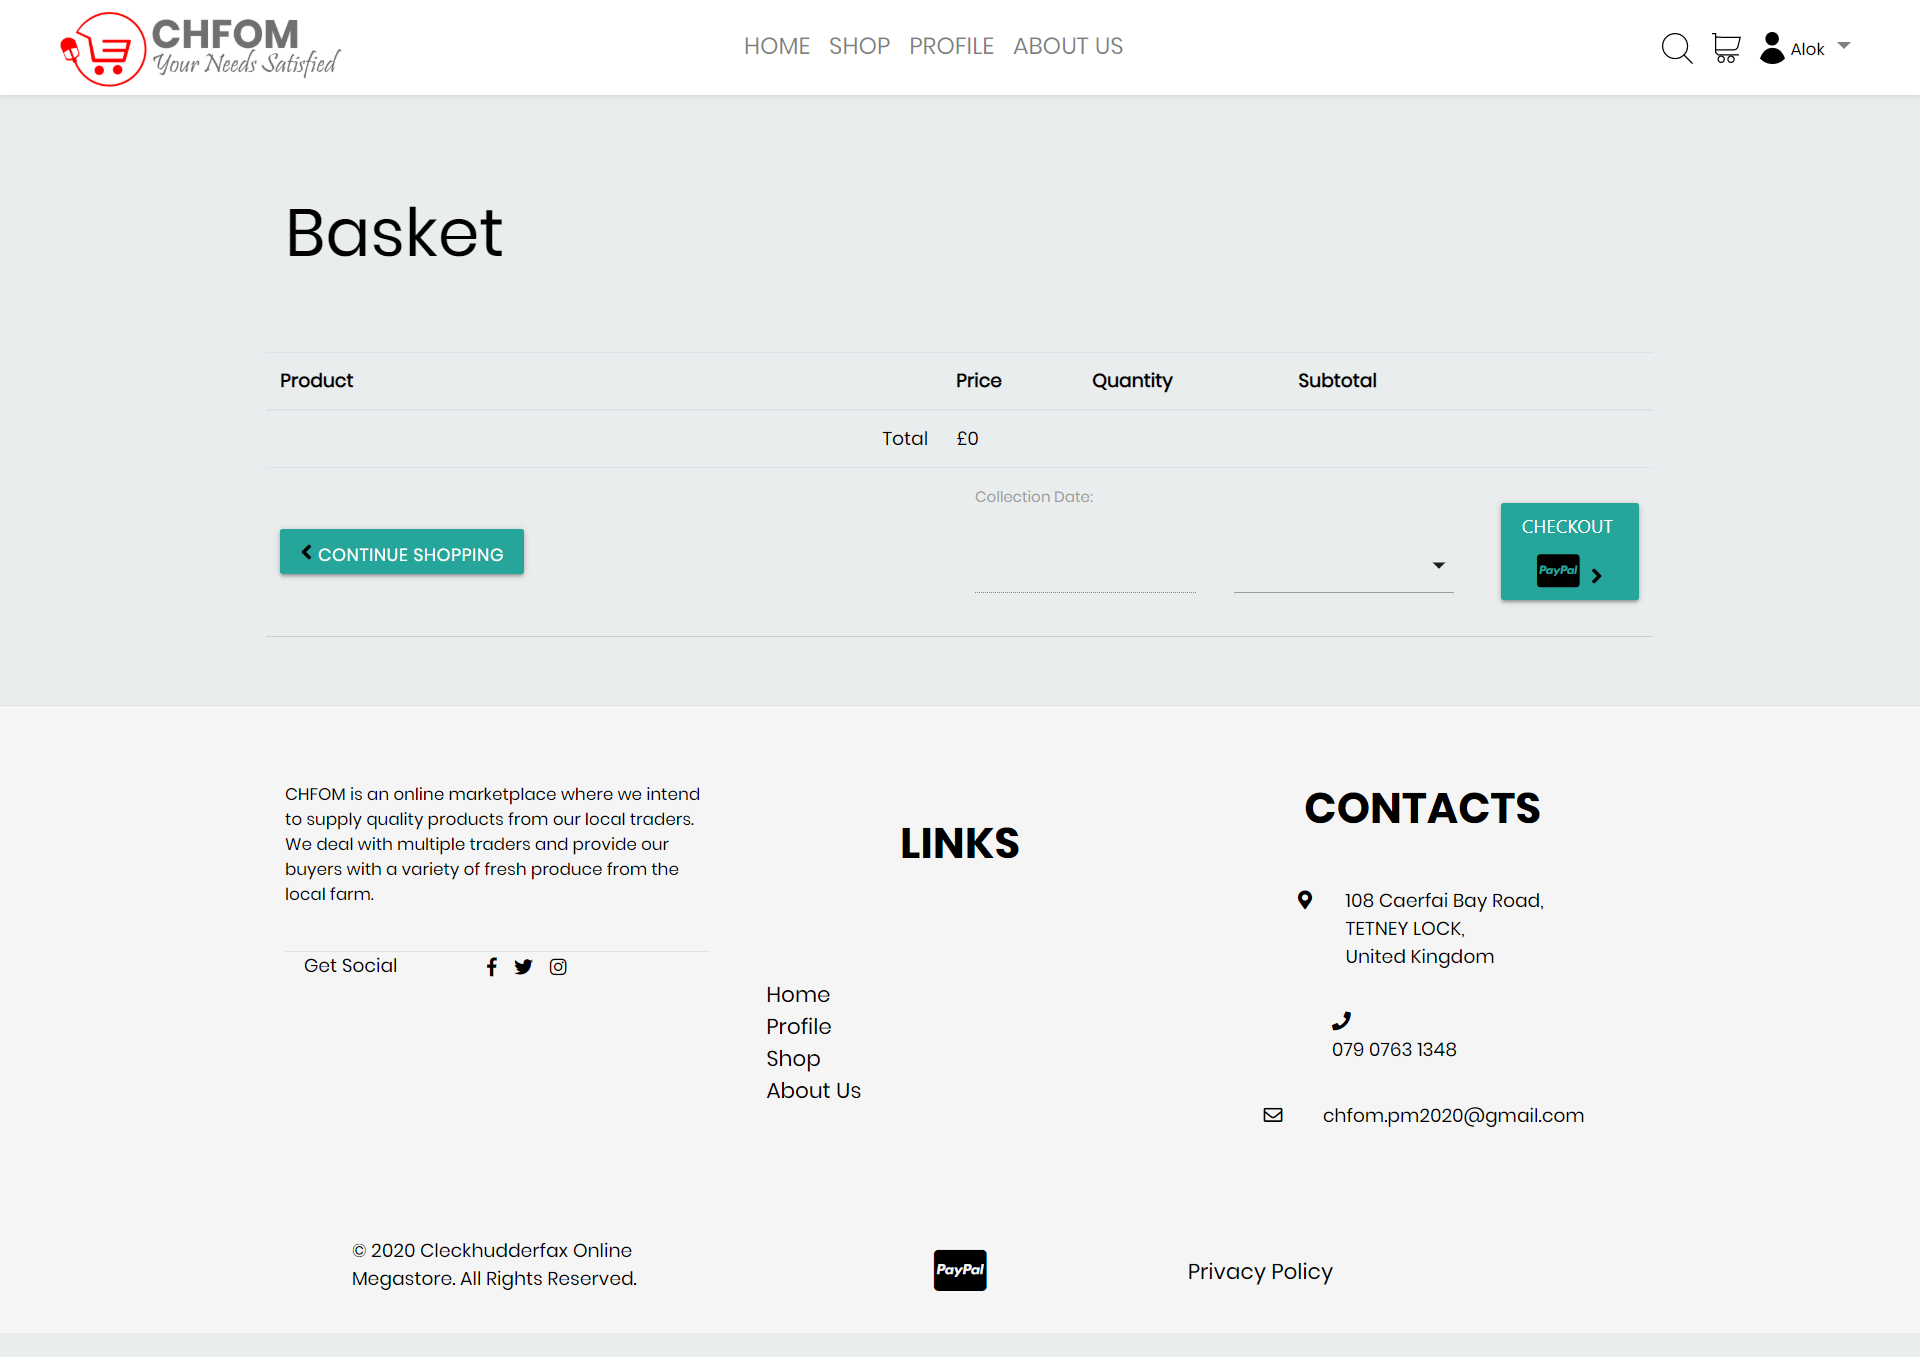 CHFOM
Your Needs Satisfied
HOME SHOP PROFILE ABOUT US
Alok
Basket
Product Price Quantity Subtotal
Total £0
Collection Date:
CONTINUE SHOPPING
CHECKOUT
PayPal
CHFOM is an online marketplace where we intend
to supply quality products from our local traders.
We deal with multiple traders and provide our
buyers with a variety of fresh produce from the
local farm.
Get Social
LINKS
Home
Profile
Shop
About Us
CONTACTS
108 Caerfai Bay Road,
TETNEY LOCK,
United Kingdom
079 0763 1348
chfom.pm2020@gmail.com
© 2020 Cleckhudderfax Online
Megastore. All Rights Reserved.
PayPal
Privacy Policy